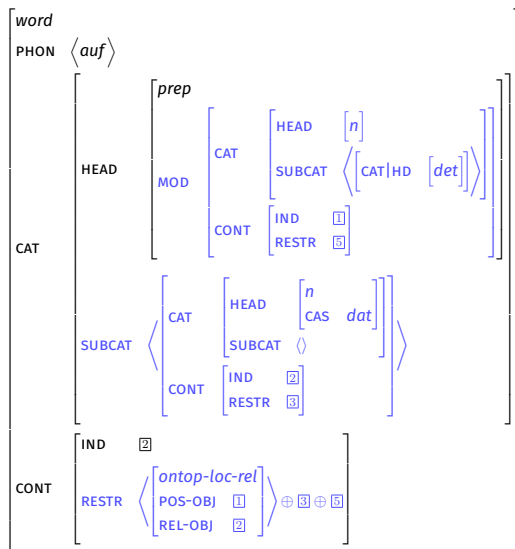 word
PHON ⟨auf⟩
prep
CAT HEAD [n]
SUBCAT ⟨[CAT|HD [det]]⟩
HEAD MOD
CONT IND 1
RESTR 5
CAT
CAT HEAD n
CAS dat
SUBCAT ⟨⟩
SUBCAT
CONT IND 2
RESTR 3
IND 2
CONT RESTR ⟨ontop-loc-rel
POS-OBJ 1
REL-OBJ 2⟩ ⊕ 3 ⊕ 5